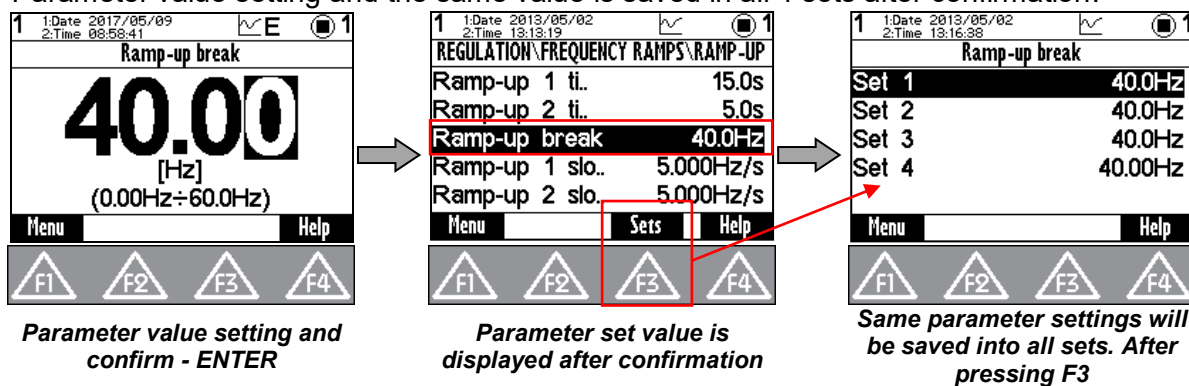 Parameter value setting and the same value is saved in all 4 sets after confirmation.
1 1:Date 2017/05/09 E 1
2:Time 08:58:41
Ramp-up break
40.00
[Hz]
(0.00Hz÷60.0Hz)
Menu Help
F1 F2 F3 F4
Parameter value setting and
confirm - ENTER
1 1:Date 2013/05/02 1
2:Time 13:13:19
REGULATION\FREQUENCY RAMPS\RAMP-UP
Ramp-up 1 ti.. 15.0s
Ramp-up 2 ti.. 5.0s
Ramp-up break 40.0Hz
Ramp-up 1 slo.. 5.000Hz/s
Ramp-up 2 slo.. 5.000Hz/s
Menu Sets Help
F1 F2 F3 F4
Parameter set value is
displayed after confirmation
1 1:Date 2013/05/02 1
2:Time 13:16:38
Ramp-up break
Set 1 40.0Hz
Set 2 40.0Hz
Set 3 40.0Hz
Set 4 40.00Hz
Menu Help
F1 F2 F3 F4
Same parameter settings will
be saved into all sets. After
pressing F3